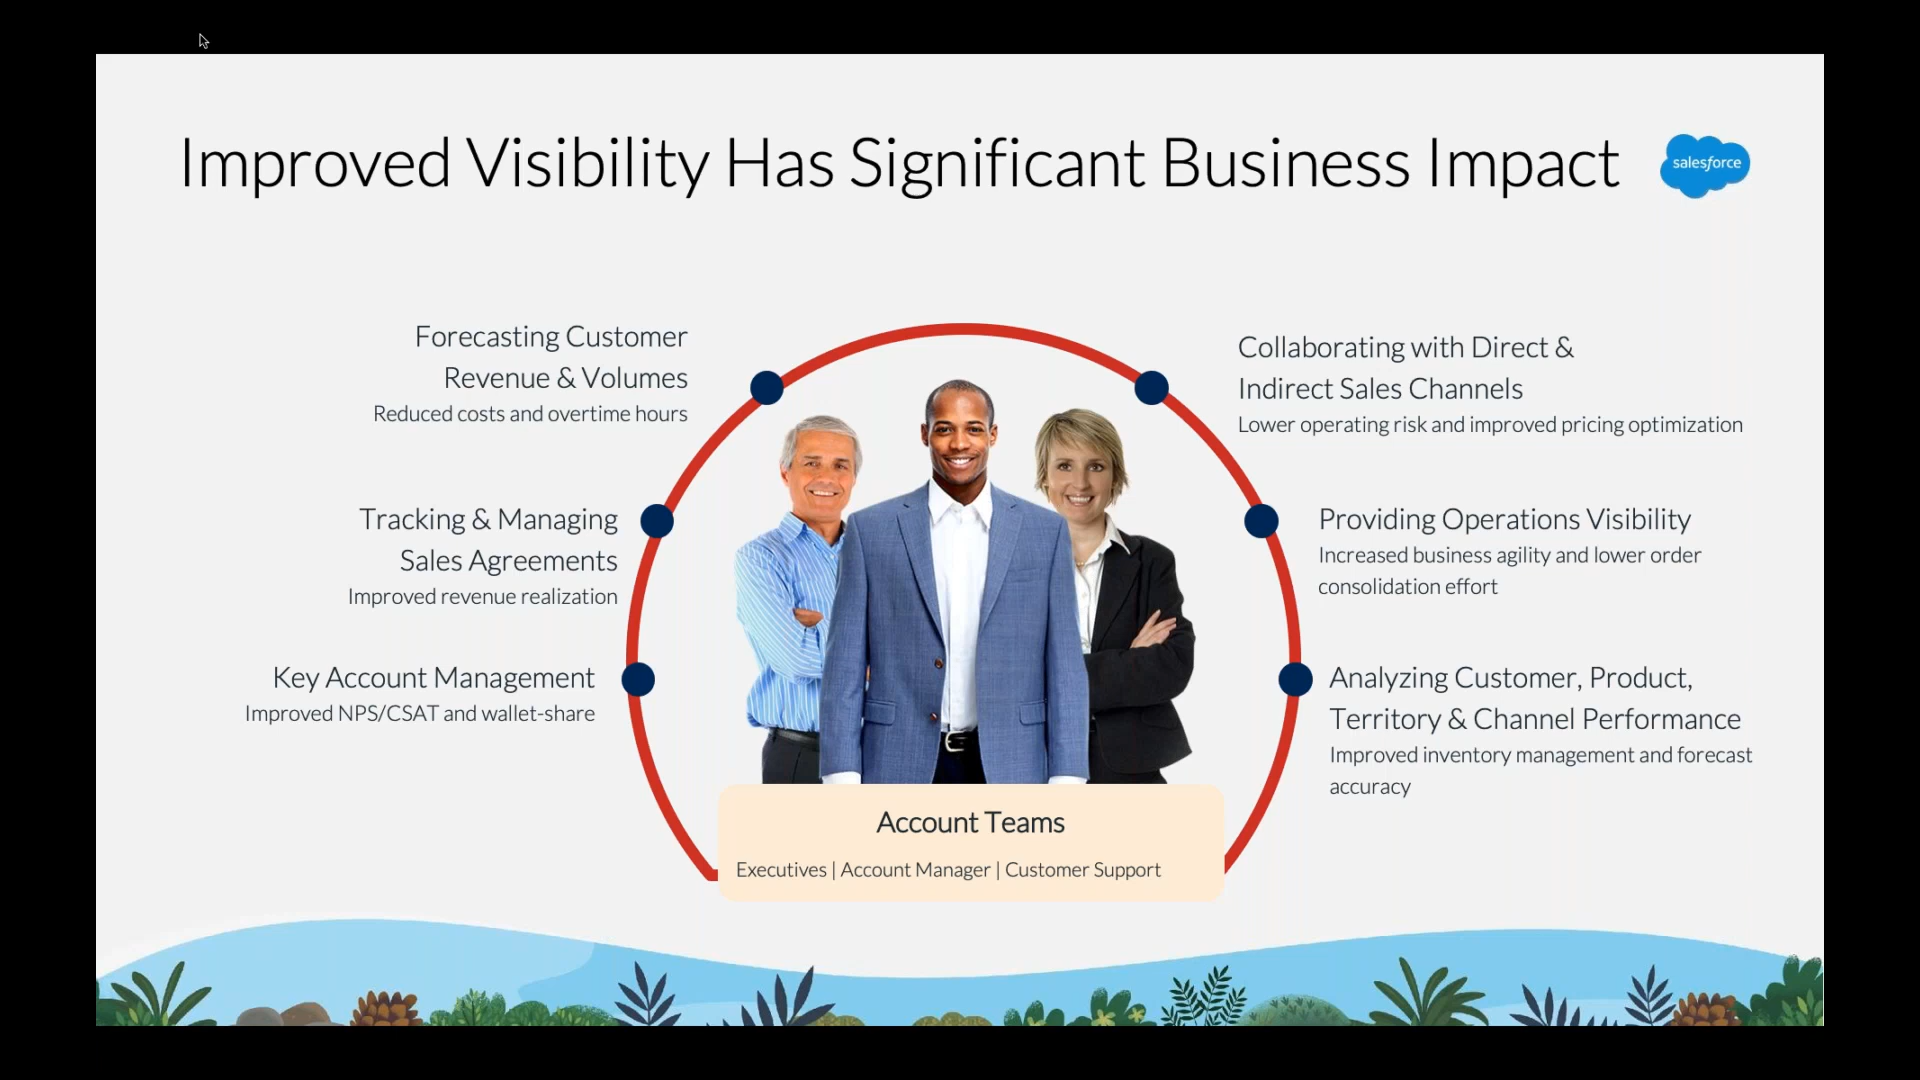 Improved Visibility Has Significant Business Impact
salesforce
Forecasting Customer
Revenue & Volumes
Reduced costs and overtime hours
Tracking & Managing
Sales Agreements
Improved revenue realization
Key Account Management
Improved NPS/CSAT and wallet-share
Collaborating with Direct &
Indirect Sales Channels
Lower operating risk and improved pricing optimization
Providing Operations Visibility
Increased business agility and lower order
consolidation effort
Analyzing Customer, Product,
Territory & Channel Performance
Improved inventory management and forecast
accuracy
Account Teams
Executives | Account Manager | Customer Support